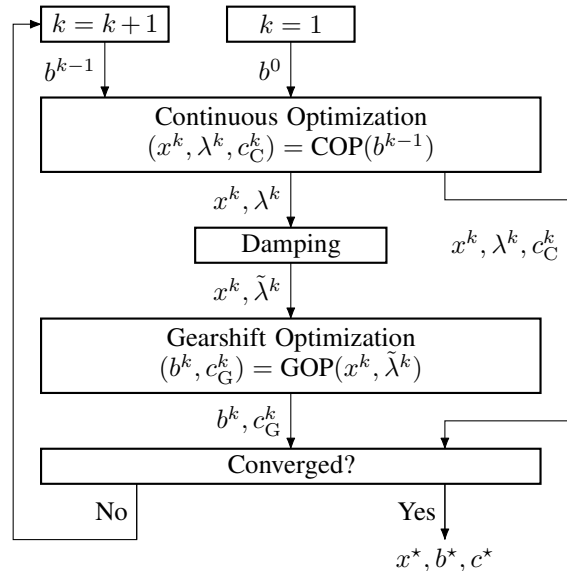 k = k + 1
k = 1
b^{k−1}
b^0
Continuous Optimization
(x^k, λ^k, c_C^k) = COP(b^{k−1})
x^k, λ^k
x^k, λ^k, c_C^k
Damping
x^k, λ̃^k
Gearshift Optimization
(b^k, c_G^k) = GOP(x^k, λ̃^k)
b^k, c_G^k
Converged?
No
Yes
x^⋆, b^⋆, c^⋆